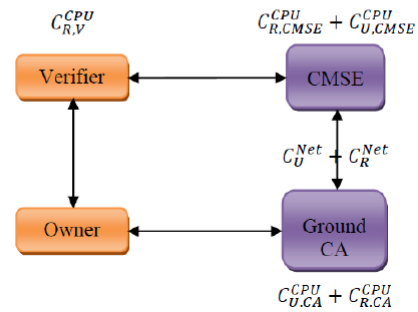 C_{R,V}^{CPU}
C_{R,CMSE}^{CPU} + C_{U,CMSE}^{CPU}
Verifier
CMSE
C_U^{Net} + C_R^{Net}
Owner
Ground
CA
C_{U,CA}^{CPU} + C_{R,CA}^{CPU}